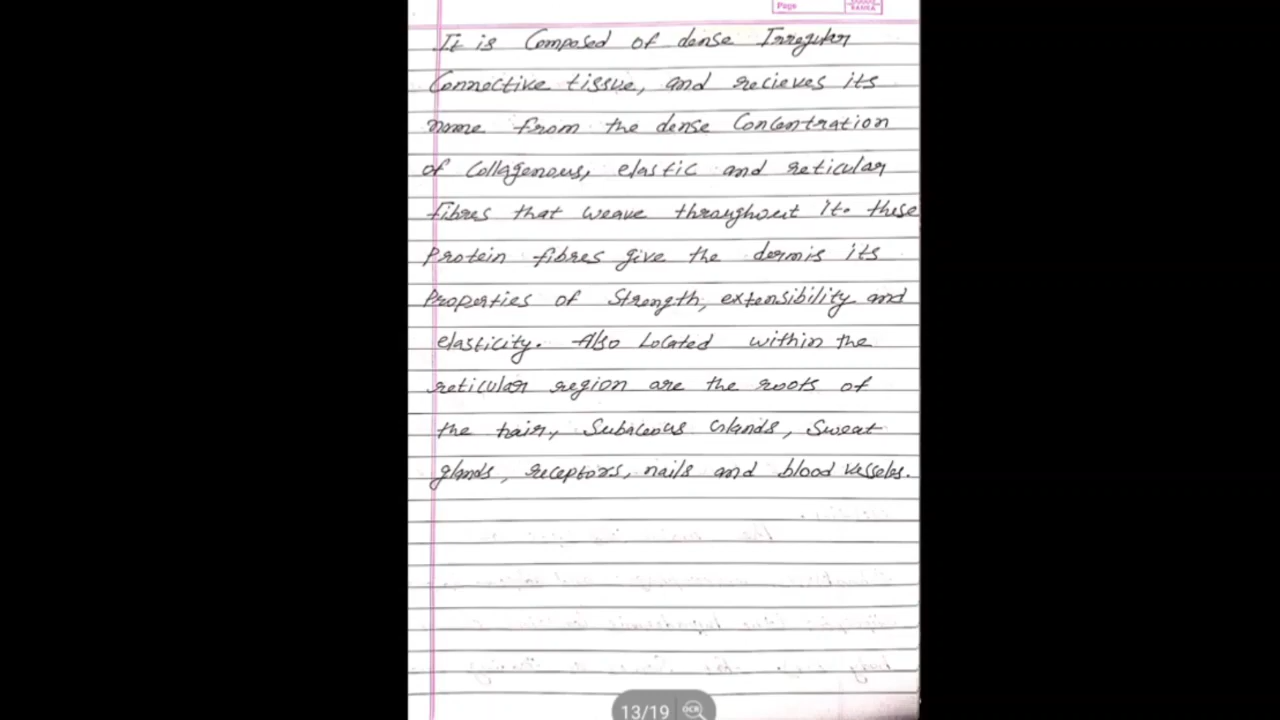 Page
It is Composed of dense Irregular
Connective tissue, and recieves its
name from the dense Concentration
of Collagenous, elastic and reticular
fibres that weave throughout It. these
Protein fibres give the dermis its
Properties of Strength, extensibility and
elasticity. Also Located within the
reticular region are the roots of
the hair, Subaceous Glands, Sweat
glands, receptors, nails and blood vesseles.
13/19 OCR